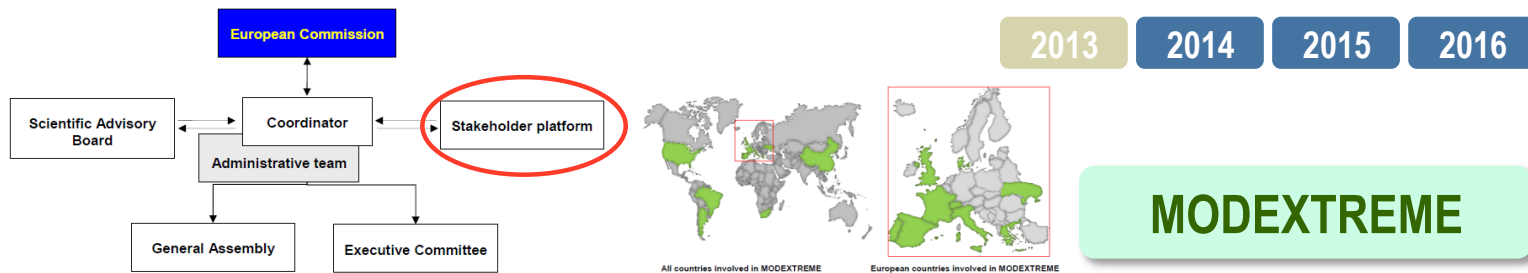 European Commission
Scientific Advisory
Board
Coordinator
Stakeholder platform
Administrative team
General Assembly
Executive Committee
All countries involved in MODEXTREME
European countries involved in MODEXTREME
2013
2014
2015
2016
MODEXTREME